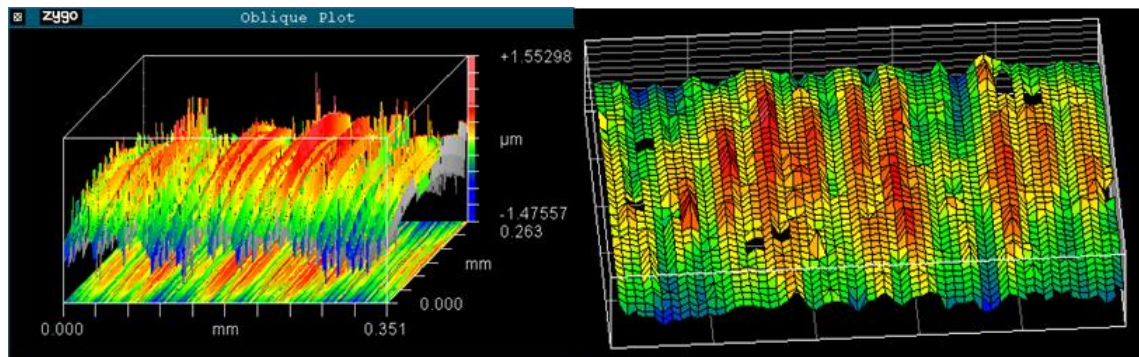 zygo Oblique Plot
+1.55298
µm
-1.47557
0.263
mm
0.000
0.000 mm 0.351